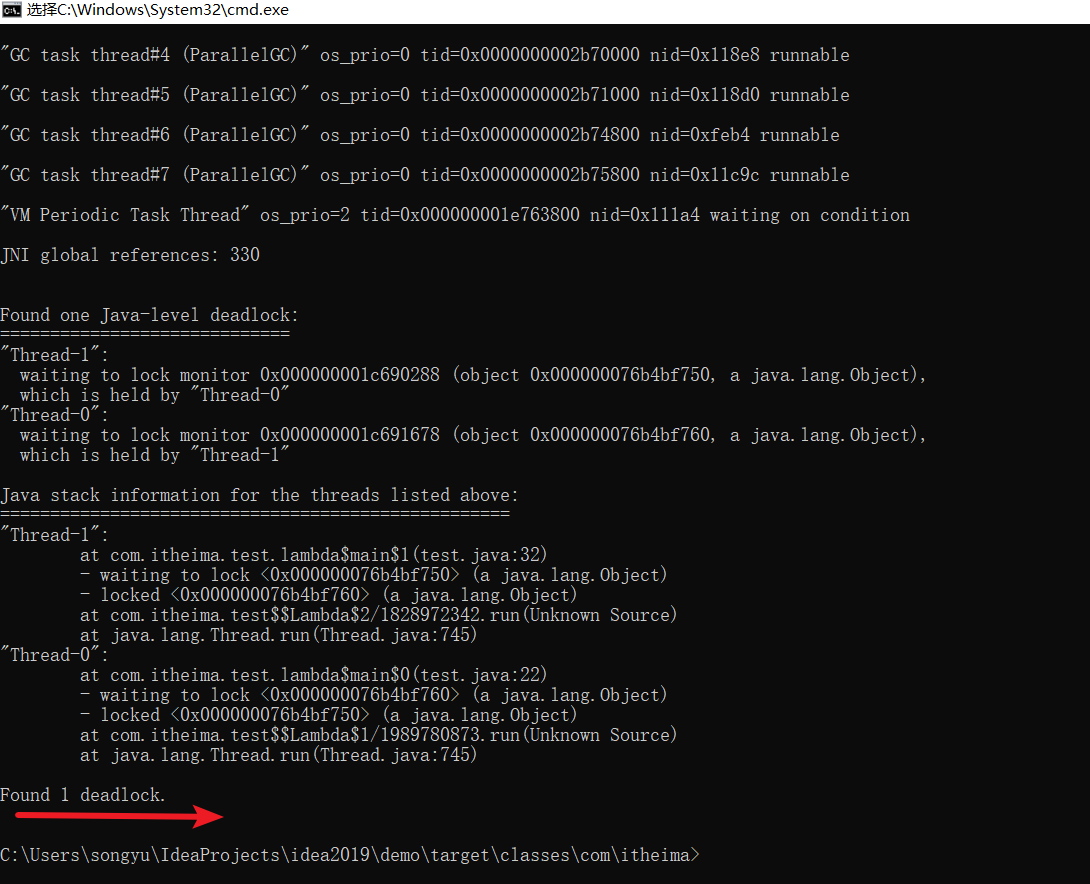 选择C:\Windows\System32\cmd.exe
"GC task thread#4 (ParallelGC)" os_prio=0 tid=0x0000000002b70000 nid=0x118e8 runnable
"GC task thread#5 (ParallelGC)" os_prio=0 tid=0x0000000002b71000 nid=0x118d0 runnable
"GC task thread#6 (ParallelGC)" os_prio=0 tid=0x0000000002b74800 nid=0xfeb4 runnable
"GC task thread#7 (ParallelGC)" os_prio=0 tid=0x0000000002b75800 nid=0x11c9c runnable
"VM Periodic Task Thread" os_prio=2 tid=0x000000001e763800 nid=0x111a4 waiting on condition
JNI global references: 330
Found one Java-level deadlock:
=============================
"Thread-1":
  waiting to lock monitor 0x000000001c690288 (object 0x000000076b4bf750, a java.lang.Object),
  which is held by "Thread-0"
"Thread-0":
  waiting to lock monitor 0x000000001c691678 (object 0x000000076b4bf760, a java.lang.Object),
  which is held by "Thread-1"
Java stack information for the threads listed above:
===================================================
"Thread-1":
        at com.itheima.test.lambda$main$1(test.java:32)
        - waiting to lock <0x000000076b4bf750> (a java.lang.Object)
        - locked <0x000000076b4bf760> (a java.lang.Object)
        at com.itheima.test$$Lambda$2/1828972342.run(Unknown Source)
        at java.lang.Thread.run(Thread.java:745)
"Thread-0":
        at com.itheima.test.lambda$main$0(test.java:22)
        - waiting to lock <0x000000076b4bf760> (a java.lang.Object)
        - locked <0x000000076b4bf750> (a java.lang.Object)
        at com.itheima.test$$Lambda$1/1989780873.run(Unknown Source)
        at java.lang.Thread.run(Thread.java:745)
Found 1 deadlock.
C:\Users\songyu\IdeaProjects\idea2019\demo\target\classes\com\itheima>